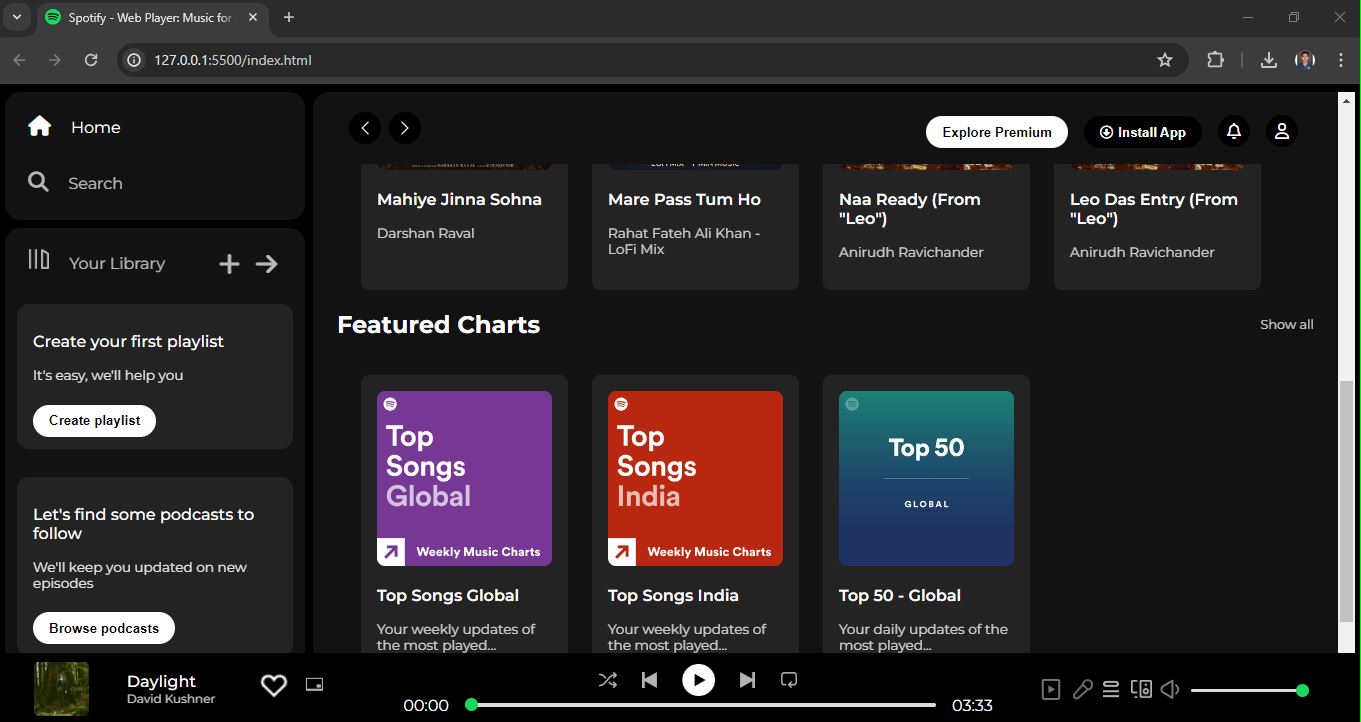 Spotify - Web Player: Music for
127.0.0.1:5500/index.html
Home
Search
Your Library
Create your first playlist
It's easy, we'll help you
Create playlist
Let's find some podcasts to
follow
We'll keep you updated on new
episodes
Browse podcasts
Explore Premium
Install App
Mahiye Jinna Sohna
Darshan Raval
Mare Pass Tum Ho
Rahat Fateh Ali Khan -
LoFi Mix
Naa Ready (From
"Leo")
Anirudh Ravichander
Leo Das Entry (From
"Leo")
Anirudh Ravichander
Featured Charts
Show all
Top
Songs
Global
Weekly Music Charts
Top Songs Global
Your weekly updates of
the most played...
Top
Songs
India
Weekly Music Charts
Top Songs India
Your weekly updates of
the most played...
Top 50
GLOBAL
Top 50 - Global
Your daily updates of the
most played...
Daylight
David Kushner
00:00
03:33